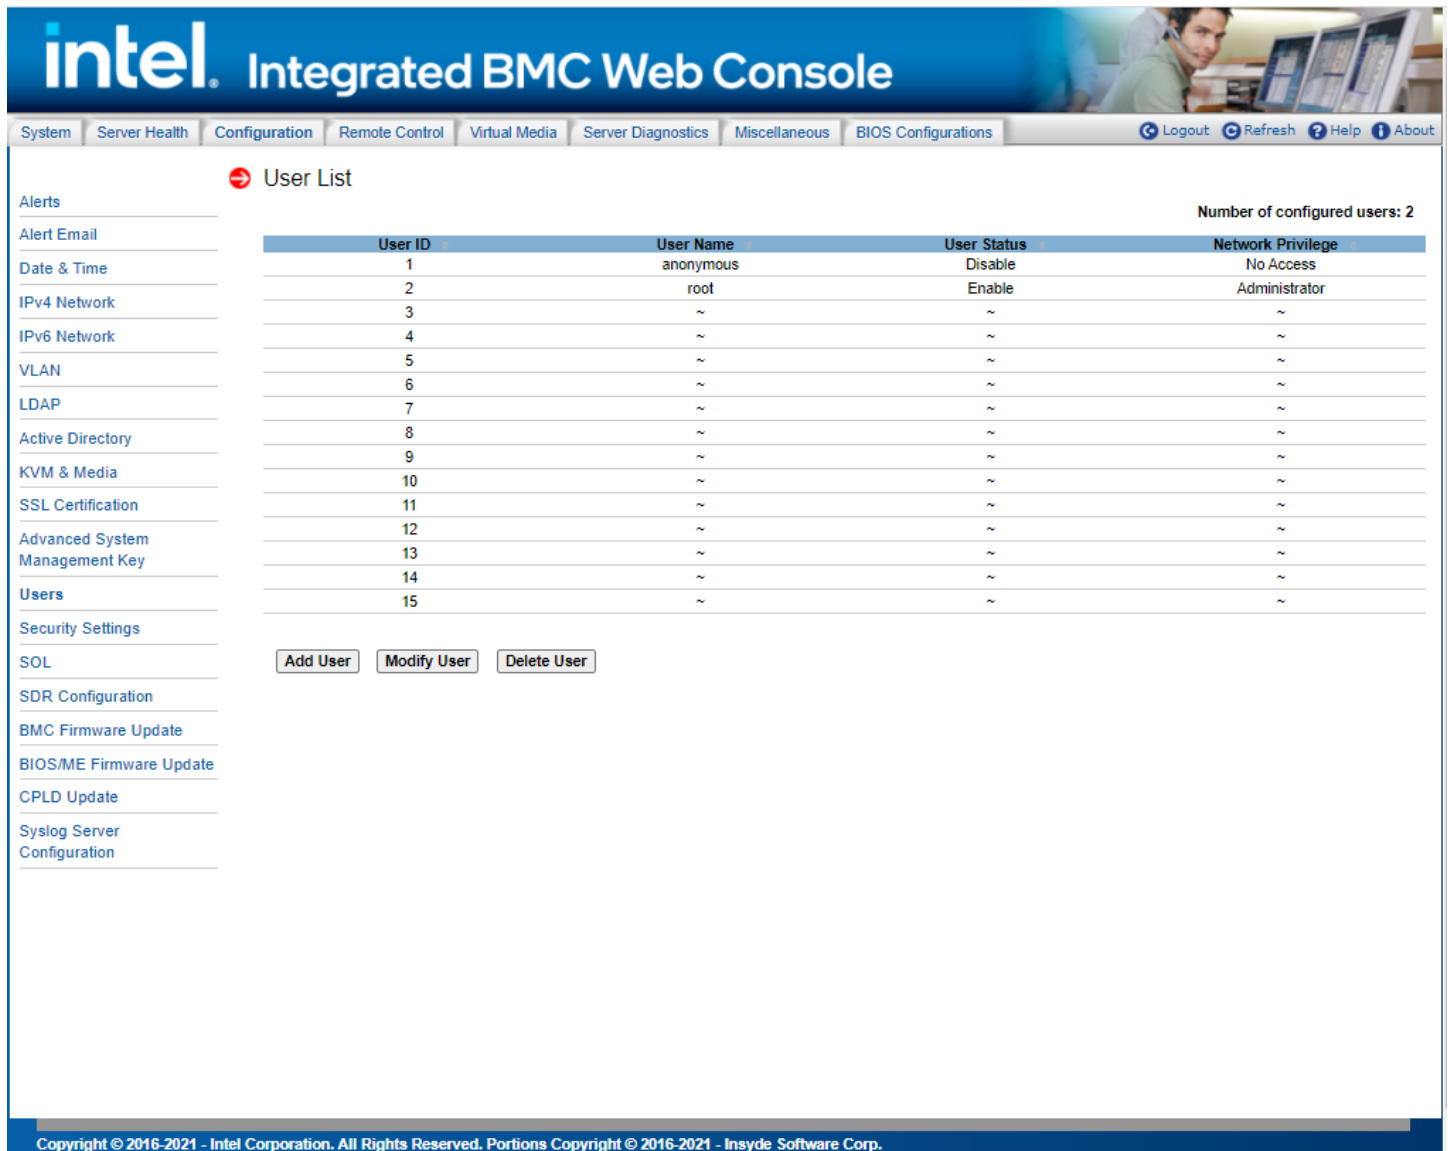 intel. Integrated BMC Web Console
System Server Health Configuration Remote Control Virtual Media Server Diagnostics Miscellaneous BIOS Configurations Logout Refresh Help About
User List
Alerts
Alert Email
Date & Time
IPv4 Network
IPv6 Network
VLAN
LDAP
Active Directory
KVM & Media
SSL Certification
Advanced System
Management Key
Users
Security Settings
SOL
SDR Configuration
BMC Firmware Update
BIOS/ME Firmware Update
CPLD Update
Syslog Server
Configuration
Number of configured users: 2
User ID User Name User Status Network Privilege
1 anonymous Disable No Access
2 root Enable Administrator
3 ~ ~ ~
4 ~ ~ ~
5 ~ ~ ~
6 ~ ~ ~
7 ~ ~ ~
8 ~ ~ ~
9 ~ ~ ~
10 ~ ~ ~
11 ~ ~ ~
12 ~ ~ ~
13 ~ ~ ~
14 ~ ~ ~
15 ~ ~ ~
Add User Modify User Delete User
Copyright © 2016-2021 - Intel Corporation. All Rights Reserved. Portions Copyright © 2016-2021 - Insyde Software Corp.